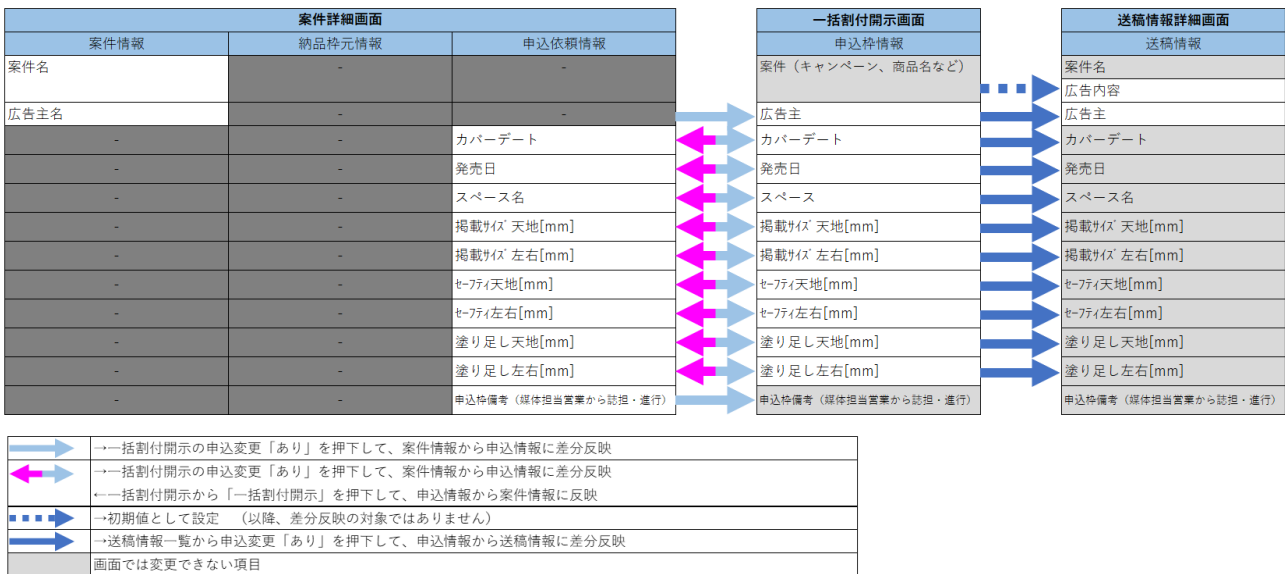 案件詳細画面 一括割付開示画面 送稿情報詳細画面
案件情報 納品枠元情報 申込依頼情報 申込枠情報 送稿情報
案件名 - - 案件（キャンペーン、商品名など） 案件名
広告内容
広告主名 - - 広告主 広告主
- - カバーデート カバーデート カバーデート
- - 発売日 発売日 発売日
- - スペース名 スペース スペース名
- - 掲載ｻｲｽﾞ 天地[mm] 掲載ｻｲｽﾞ 天地[mm] 掲載ｻｲｽﾞ 天地[mm]
- - 掲載ｻｲｽﾞ 左右[mm] 掲載ｻｲｽﾞ 左右[mm] 掲載ｻｲｽﾞ 左右[mm]
- - ｾｰﾌﾃｨ天地[mm] ｾｰﾌﾃｨ天地[mm] ｾｰﾌﾃｨ天地[mm]
- - ｾｰﾌﾃｨ左右[mm] ｾｰﾌﾃｨ左右[mm] ｾｰﾌﾃｨ左右[mm]
- - 塗り足し天地[mm] 塗り足し天地[mm] 塗り足し天地[mm]
- - 塗り足し左右[mm] 塗り足し左右[mm] 塗り足し左右[mm]
- - 申込枠備考（媒体担当営業から誌担・進行） 申込枠備考（媒体担当営業から誌担・進行） 申込枠備考（媒体担当営業から誌担・進行）
→一括割付開示の申込変更「あり」を押下して、案件情報から申込情報に差分反映
→一括割付開示の申込変更「あり」を押下して、案件情報から申込情報に差分反映
←一括割付開示から「一括割付開示」を押下して、申込情報から案件情報に反映
→初期値として設定　（以降、差分反映の対象ではありません）
→送稿情報一覧から申込変更「あり」を押下して、申込情報から送稿情報に差分反映
画面では変更できない項目